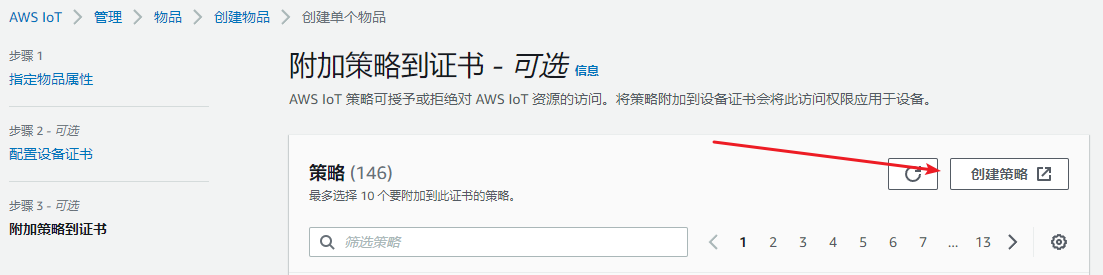 AWS IoT > 管理 > 物品 > 创建物品 > 创建单个物品
步骤 1
指定物品属性
步骤 2 - 可选
配置设备证书
步骤 3 - 可选
附加策略到证书
附加策略到证书 - 可选 信息
AWS IoT 策略可授予或拒绝对 AWS IoT 资源的访问。将策略附加到设备证书会将此访问权限应用于设备。
策略 (146)
最多选择 10 个要附加到此证书的策略。
创建策略
筛选策略
< 1 2 3 4 5 6 7 ... 13 >